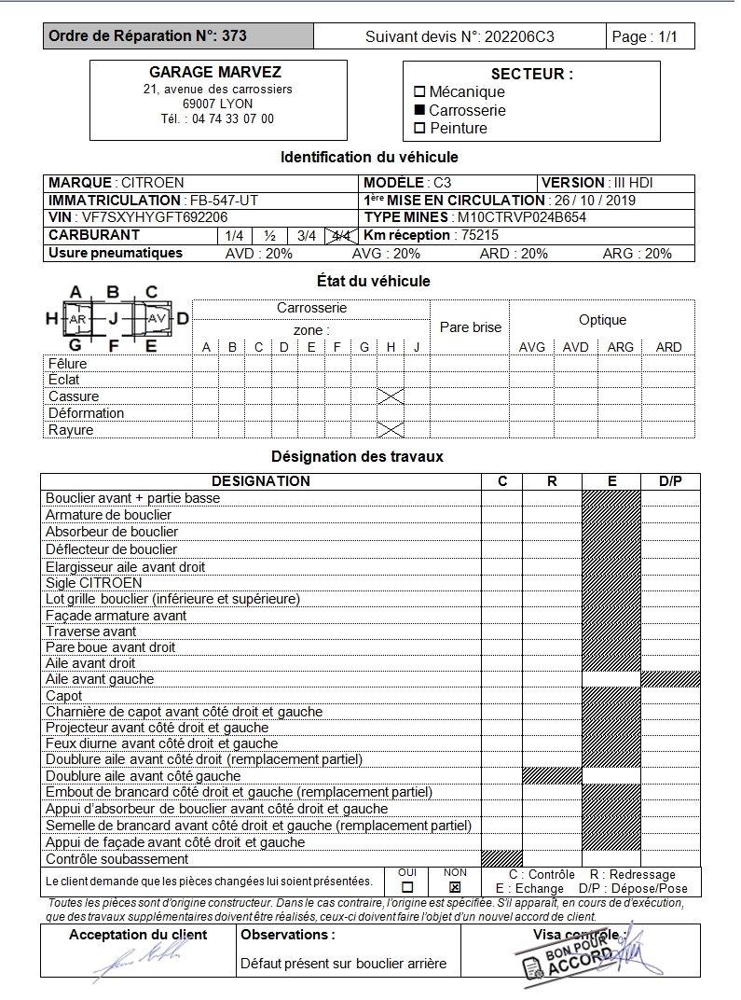 Ordre de Réparation N°: 373 Suivant devis N°: 202206C3 Page : 1/1
GARAGE MARVEZ
21, avenue des carrossiers
69007 LYON
Tél. : 04 74 33 07 00
SECTEUR :
Mécanique
Carrosserie
Peinture
Identification du véhicule
MARQUE : CITROEN MODÈLE : C3 VERSION : III HDI
IMMATRICULATION : FB-547-UT 1ère MISE EN CIRCULATION : 26 / 10 / 2019
VIN : VF7SXYHYGFT692206 TYPE MINES : M10CTRVP024B654
CARBURANT 1/4 ½ 3/4 4/4 Km réception : 75215
Usure pneumatiques AVD : 20% AVG : 20% ARD : 20% ARG : 20%
État du véhicule
A B C
H AR J AV D
G F E
Carrosserie Pare brise Optique
zone :
A B C D E F G H J AVG AVD ARG ARD
Fêlure
Éclat
Cassure
Déformation
Rayure
Désignation des travaux
DESIGNATION C R E D/P
Bouclier avant + partie basse
Armature de bouclier
Absorbeur de bouclier
Déflecteur de bouclier
Elargisseur aile avant droit
Sigle CITROËN
Lot grille bouclier (inférieure et supérieure)
Façade armature avant
Traverse avant
Pare boue avant droit
Aile avant droit
Aile avant gauche
Capot
Charnière de capot avant côté droit et gauche
Projecteur avant côté droit et gauche
Feux diurne avant côté droit et gauche
Doublure aile avant côté droit (remplacement partiel)
Doublure aile avant côté gauche
Embout de brancard côté droit et gauche (remplacement partiel)
Appui d'absorbeur de bouclier avant côté droit et gauche
Semelle de brancard avant côté droit et gauche (remplacement partiel)
Appui de façade avant côté droit et gauche
Contrôle soubassement
Le client demande que les pièces changées lui soient présentées. OUI NON C : Contrôle R : Redressage
E : Echange D/P : Dépose/Pose
Toutes les pièces sont d'origine constructeur. Dans le cas contraire, l'origine est spécifiée. S'il apparaît, en cours de d'exécution,
que des travaux supplémentaires doivent être réalisés, ceux-ci doivent faire l'objet d'un nouvel accord de client.
Acceptation du client Observations : Visa contrôle :
Défaut présent sur bouclier arrière
BON POUR
ACCORD